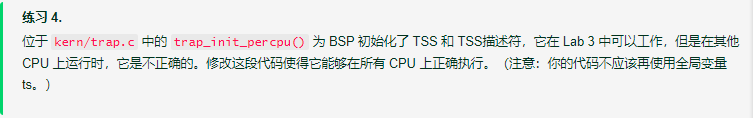 练习 4.
位于 kern/trap.c 中的 trap_init_percpu() 为 BSP 初始化了 TSS 和 TSS描述符，它在 Lab 3 中可以工作，但是在其他
CPU 上运行时，它是不正确的。修改这段代码使得它能够在所有 CPU 上正确执行。（注意：你的代码不应该再使用全局变量
ts。）